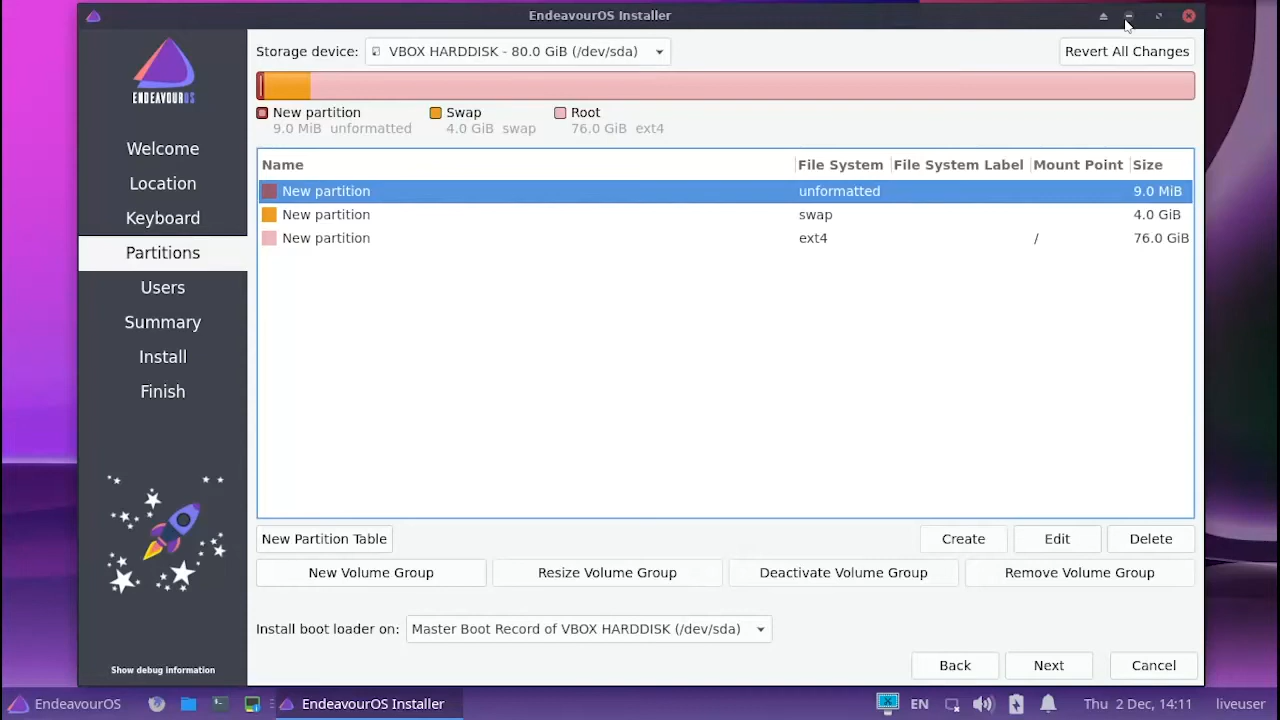 EndeavourOS Installer
ENDEAVOUROS
Welcome
Location
Keyboard
Partitions
Users
Summary
Install
Finish
Show debug information
Storage device: VBOX HARDDISK - 80.0 GiB (/dev/sda) Revert All Changes
New partition Swap Root
9.0 MiB unformatted 4.0 GiB swap 76.0 GiB ext4
Name File System File System Label Mount Point Size
New partition unformatted 9.0 MiB
New partition swap 4.0 GiB
New partition ext4 / 76.0 GiB
New Partition Table Create Edit Delete
New Volume Group Resize Volume Group Deactivate Volume Group Remove Volume Group
Install boot loader on: Master Boot Record of VBOX HARDDISK (/dev/sda)
Back Next Cancel
EndeavourOS EndeavourOS Installer EN Thu 2 Dec, 14:11 liveuser